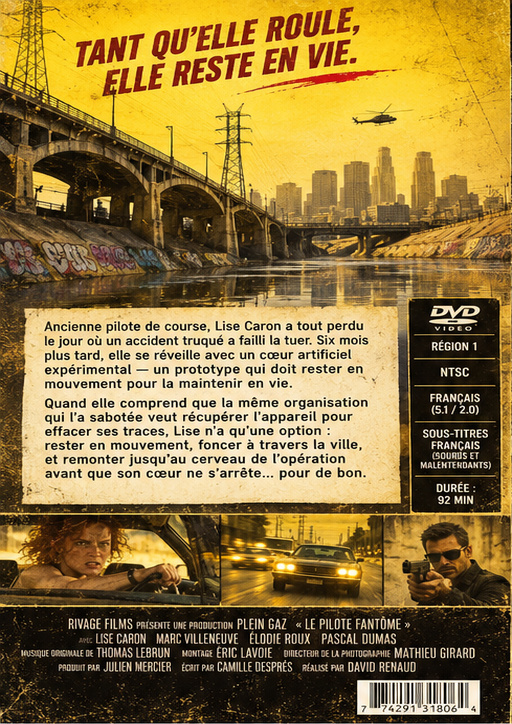 TANT QU'ELLE ROULE,
ELLE RESTE EN VIE.
Ancienne pilote de course, Lise Caron a tout perdu
le jour où un accident truqué a failli la tuer. Six mois
plus tard, elle se réveille avec un cœur artificiel
expérimental — un prototype qui doit rester en
mouvement pour la maintenir en vie.
Quand elle comprend que la même organisation
qui l'a sabotée veut récupérer l'appareil pour
effacer ses traces, Lise n'a qu'une option :
rester en mouvement, foncer à travers la ville,
et remonter jusqu'au cerveau de l'opération
avant que son cœur ne s'arrête... pour de bon.
DVD
VIDEO
RÉGION 1
NTSC
FRANÇAIS
(5.1 / 2.0)
SOUS-TITRES
FRANÇAIS
(SOURDS ET
MALENTENDANTS)
DURÉE :
92 MIN
RIVAGE FILMS PRÉSENTE UNE PRODUCTION PLEIN GAZ « LE PILOTE FANTÔME »
AVEC LISE CARON MARC VILLENEUVE ÉLODIE ROUX PASCAL DUMAS
MUSIQUE ORIGINALE DE THOMAS LEBRUN MONTAGE ÉRIC LAVOIE DIRECTEUR DE LA PHOTOGRAPHIE MATHIEU GIRARD
PRODUIT PAR JULIEN MERCIER ÉCRIT PAR CAMILLE DESPRÉS RÉALISÉ PAR DAVID RENAUD
7 74291 31806 4